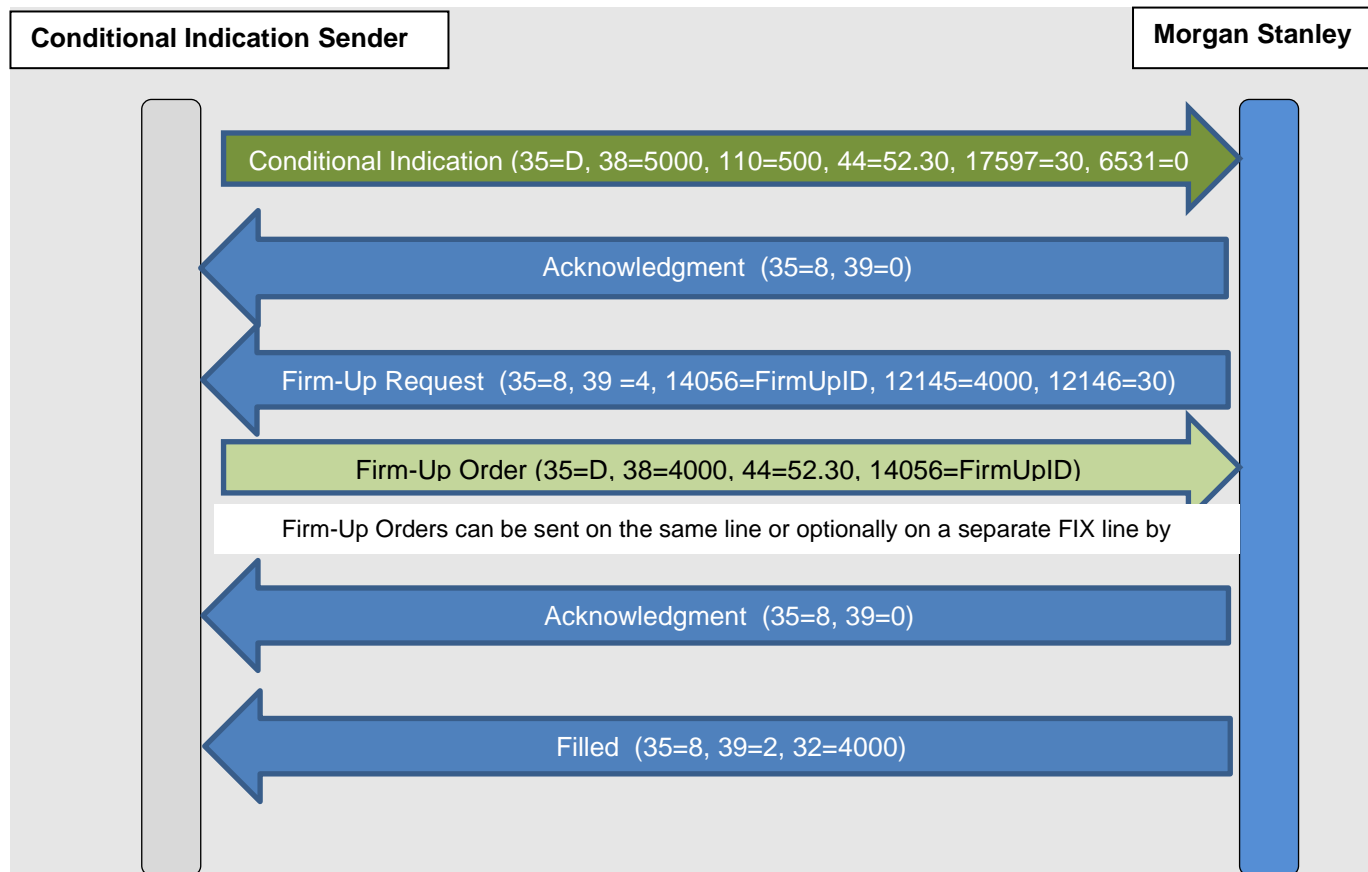 Conditional Indication Sender
Morgan Stanley
Conditional Indication (35=D, 38=5000, 110=500, 44=52.30, 17597=30, 6531=0
Acknowledgment (35=8, 39=0)
Firm-Up Request (35=8, 39 =4, 14056=FirmUpID, 12145=4000, 12146=30)
Firm-Up Order (35=D, 38=4000, 44=52.30, 14056=FirmUpID)
Firm-Up Orders can be sent on the same line or optionally on a separate FIX line by
Acknowledgment (35=8, 39=0)
Filled (35=8, 39=2, 32=4000)